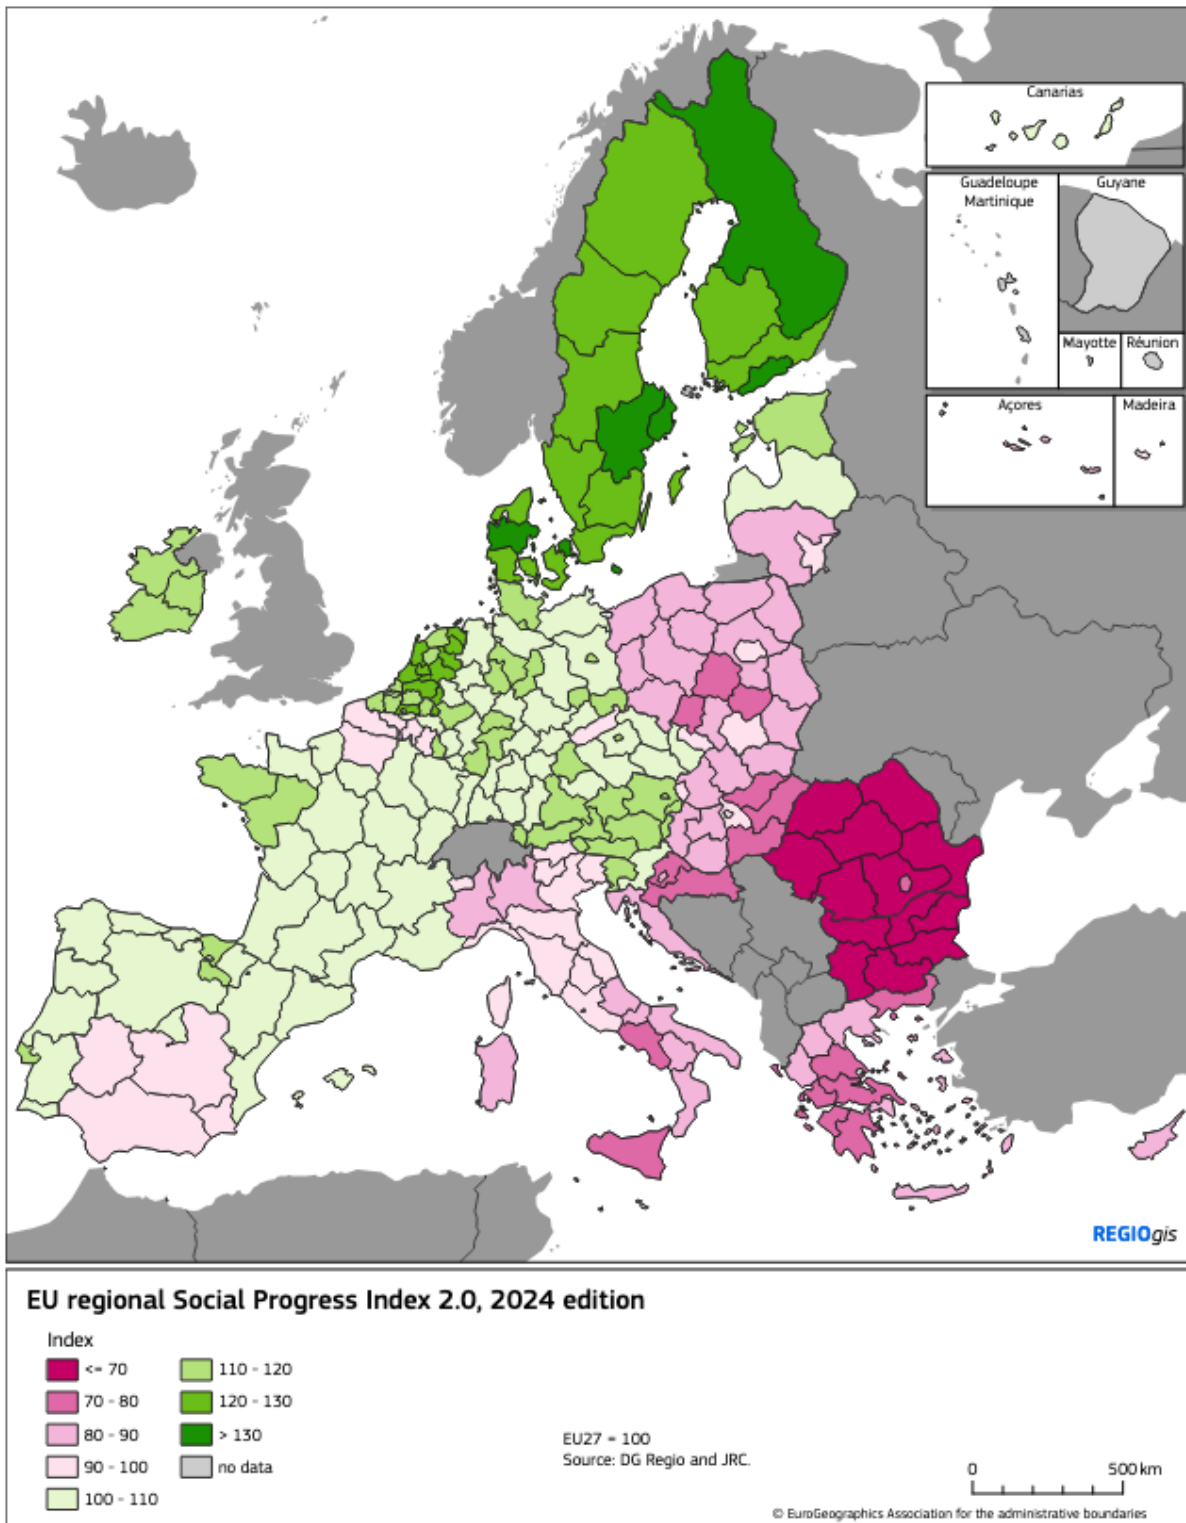 Canarias
Guadeloupe
Martinique
Guyane
Mayotte
Réunion
Açores
Madeira
REGIOgis
EU regional Social Progress Index 2.0, 2024 edition
Index
<= 70
70 - 80
80 - 90
90 - 100
100 - 110
110 - 120
120 - 130
> 130
no data
EU27 = 100
Source: DG Regio and JRC.
0 500 km
© EuroGeographics Association for the administrative boundaries